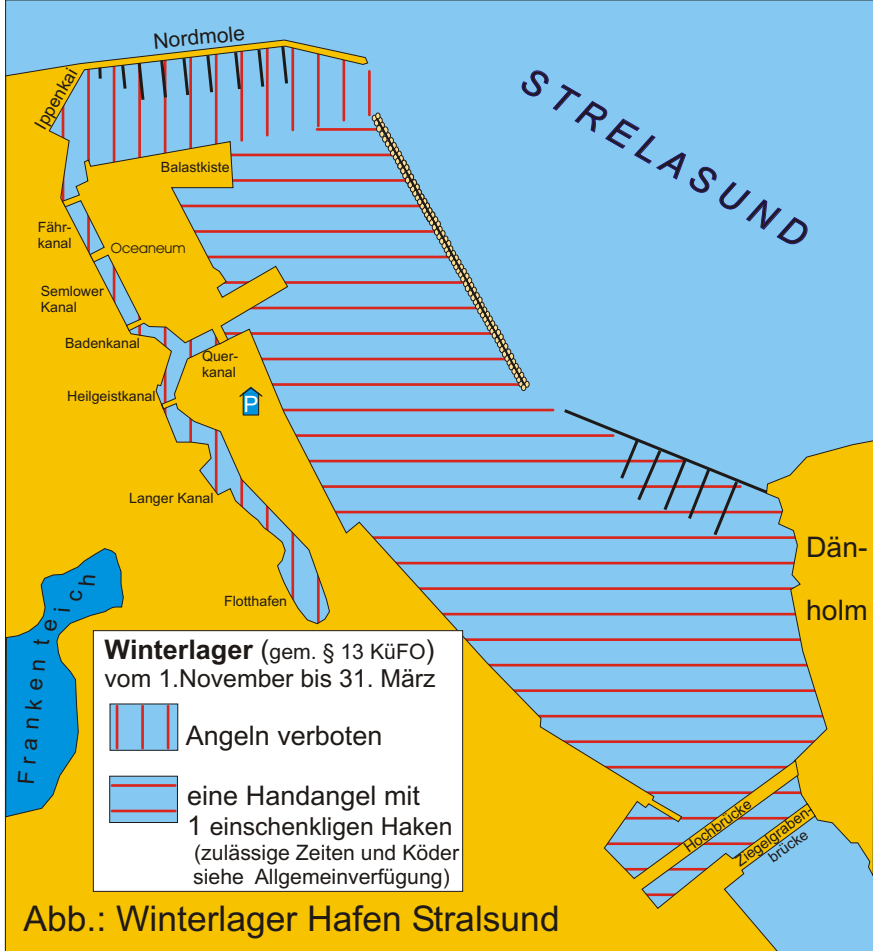 Nordmole
Ippenkai
STRELASUND
Balastkiste
Fähr-
kanal
Oceaneum
Semlower
Kanal
Badenkanal
Quer-
kanal
Heilgeistkanal
P
Langer Kanal
Dän-
holm
Flotthafen
Frankenteich
Winterlager (gem. § 13 KüFO)
vom 1.November bis 31. März
Angeln verboten
eine Handangel mit
1 einschenkligen Haken
(zulässige Zeiten und Köder
siehe Allgemeinverfügung)
Hochbrücke
Ziegelgraben-
brücke
Abb.: Winterlager Hafen Stralsund